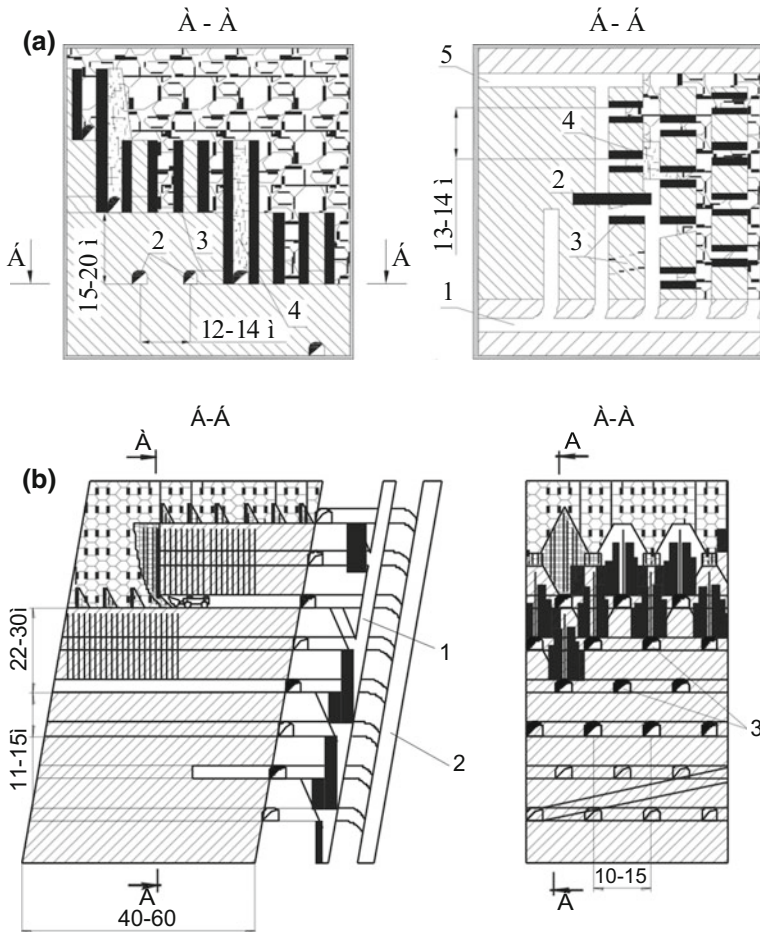 À - À
Á - Á
(a)
5
4
2
3
1
13-14 ì
2
3
Á
Á
15-20 ì
4
12-14 ì
Á-Á
À-À
(b)
À
A
22-30ì
11-15ì
1
2
3
A
40-60
10-15
A